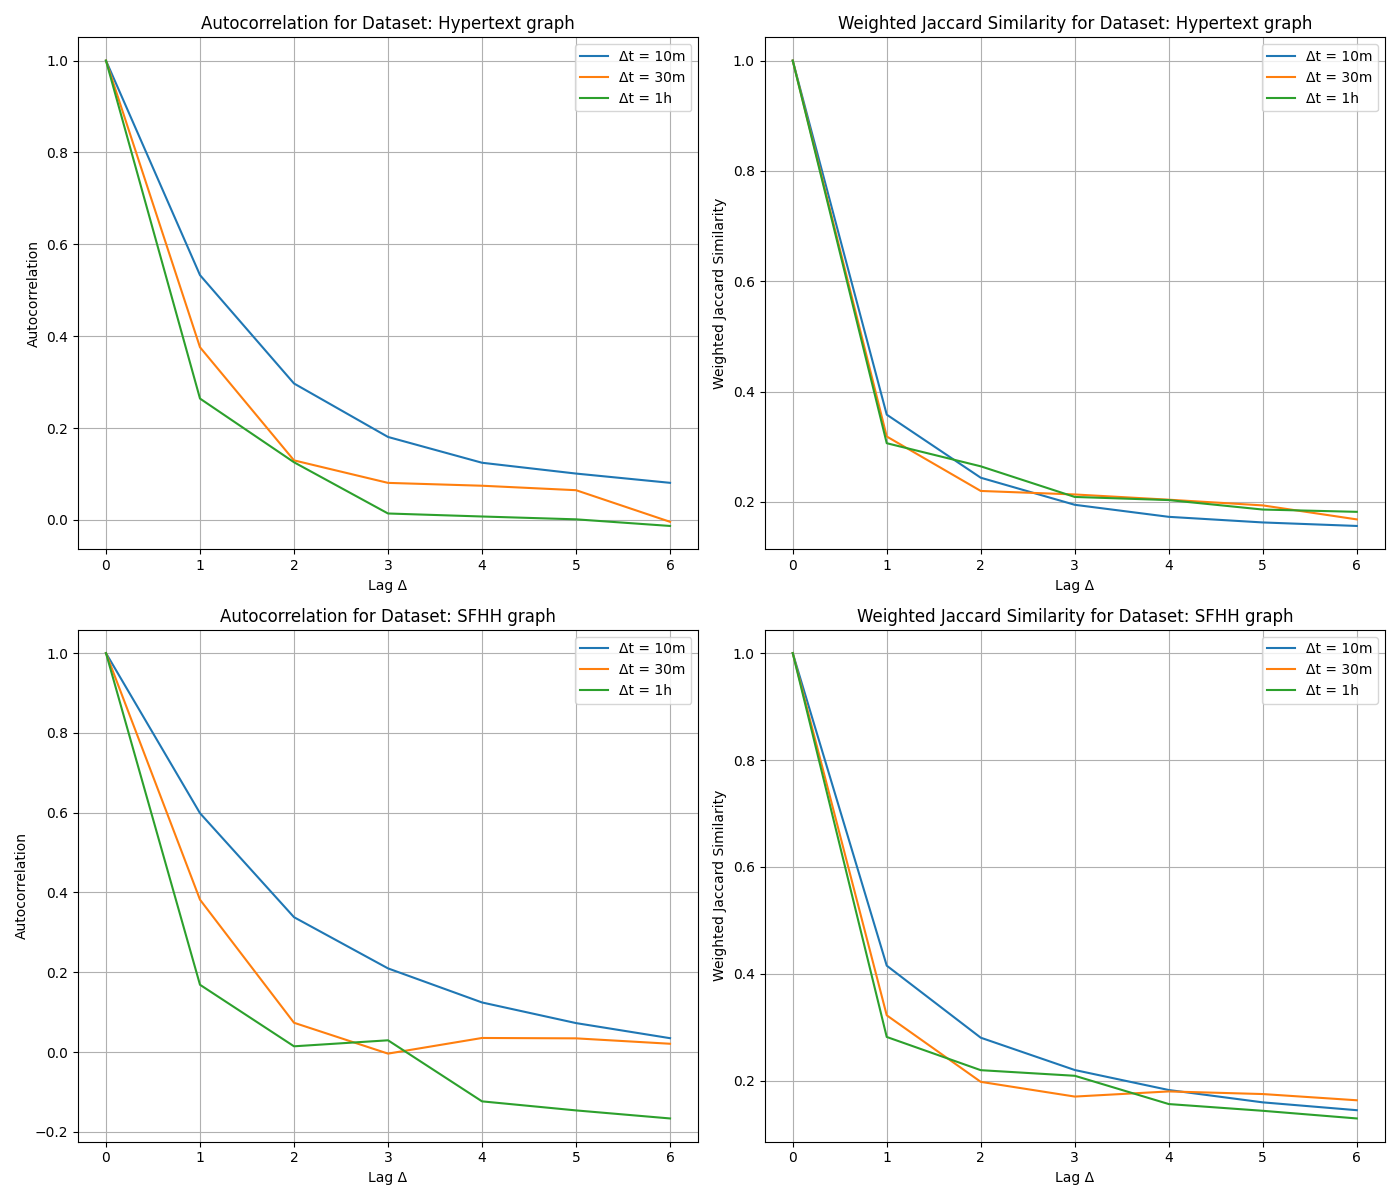 Autocorrelation for Dataset: Hypertext graph
1.0
0.8
0.6
0.4
0.2
0.0
Autocorrelation
0 1 2 3 4 5 6
Lag Δ
Δt = 10m
Δt = 30m
Δt = 1h
Weighted Jaccard Similarity for Dataset: Hypertext graph
1.0
0.8
0.6
0.4
0.2
Weighted Jaccard Similarity
0 1 2 3 4 5 6
Lag Δ
Δt = 10m
Δt = 30m
Δt = 1h
Autocorrelation for Dataset: SFHH graph
1.0
0.8
0.6
0.4
0.2
0.0
−0.2
Autocorrelation
0 1 2 3 4 5 6
Lag Δ
Δt = 10m
Δt = 30m
Δt = 1h
Weighted Jaccard Similarity for Dataset: SFHH graph
1.0
0.8
0.6
0.4
0.2
Weighted Jaccard Similarity
0 1 2 3 4 5 6
Lag Δ
Δt = 10m
Δt = 30m
Δt = 1h